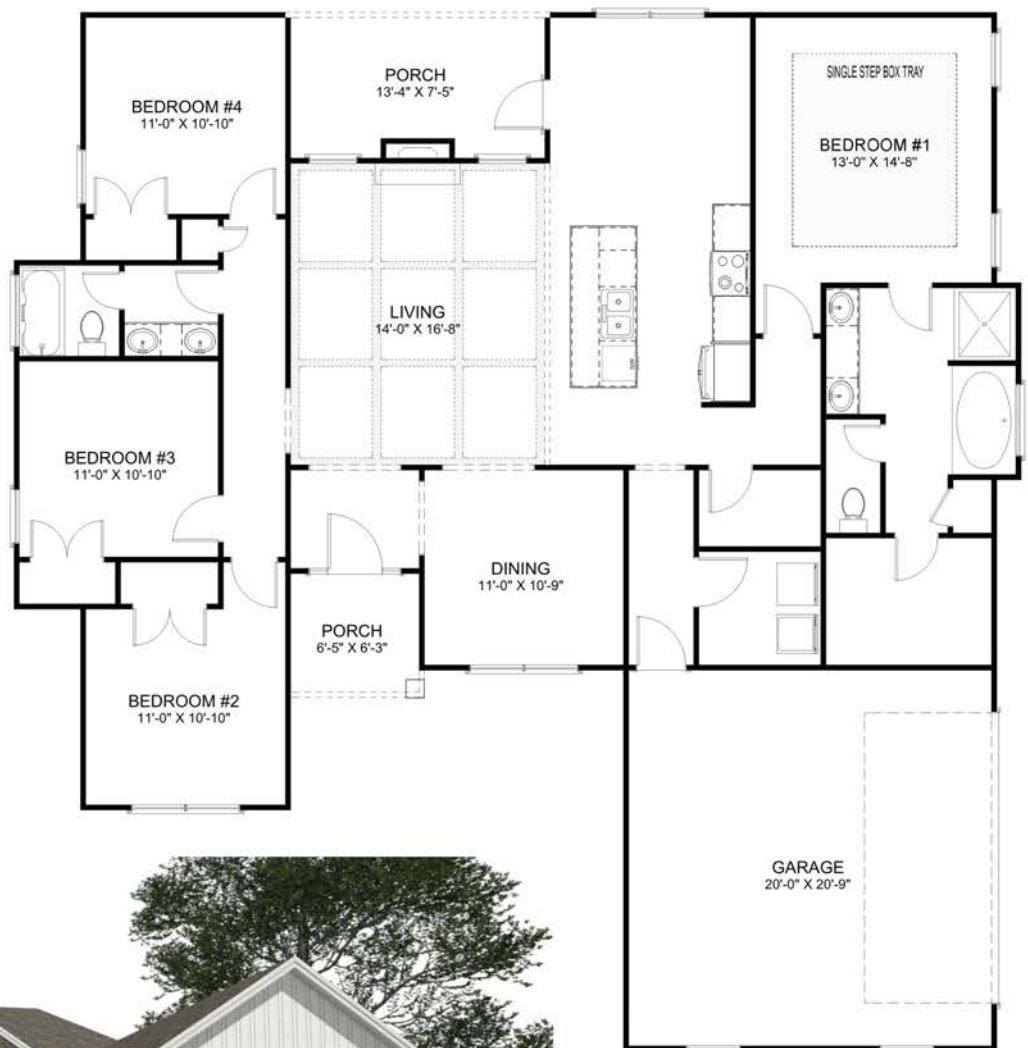 PORCH
13'-4" X 7'-5"
SINGLE STEP BOX TRAY
BEDROOM #4
11'-0" X 10'-10"
BEDROOM #1
13'-0" X 14'-8"
LIVING
14'-0" X 16'-8"
BEDROOM #3
11'-0" X 10'-10"
DINING
11'-0" X 10'-9"
PORCH
6'-5" X 6'-3"
BEDROOM #2
11'-0" X 10'-10"
GARAGE
20'-0" X 20'-9"